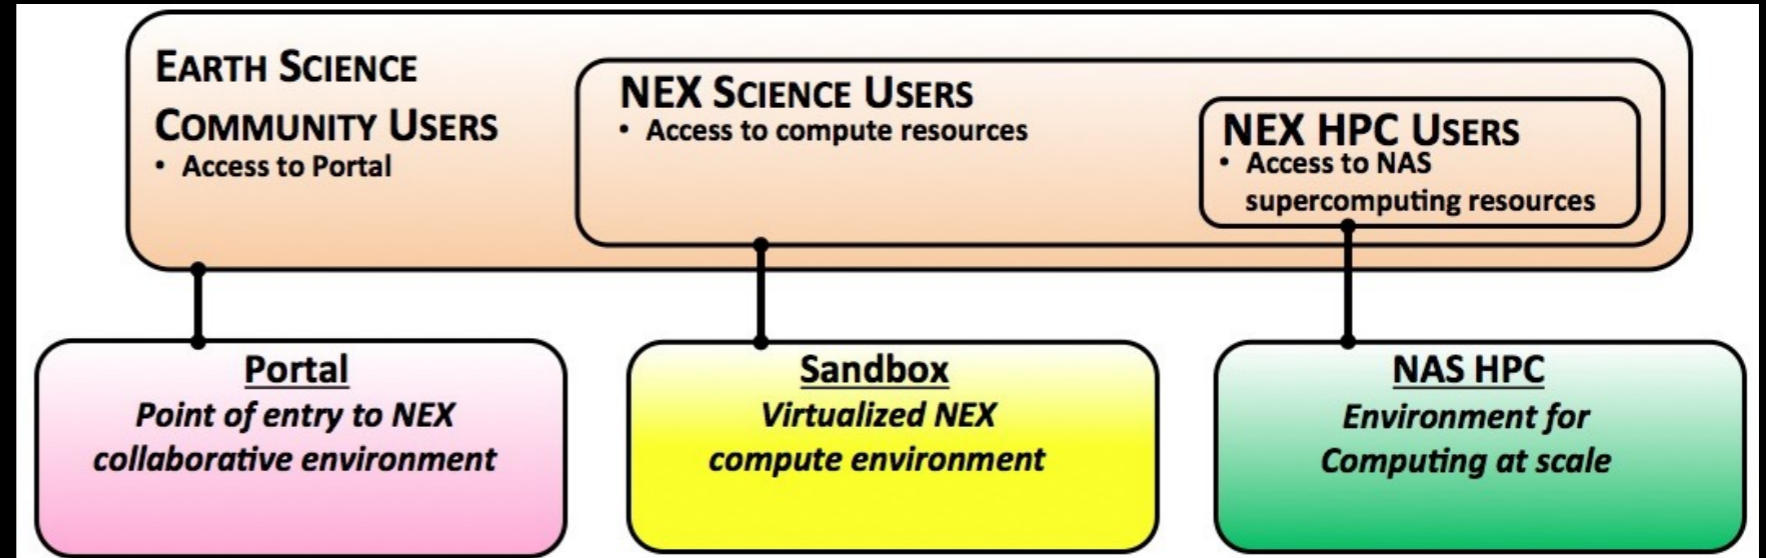 EARTH SCIENCE
COMMUNITY USERS
• Access to Portal
NEX SCIENCE USERS
• Access to compute resources
NEX HPC USERS
• Access to NAS
supercomputing resources
Portal
Point of entry to NEX
collaborative environment
Sandbox
Virtualized NEX
compute environment
NAS HPC
Environment for
Computing at scale